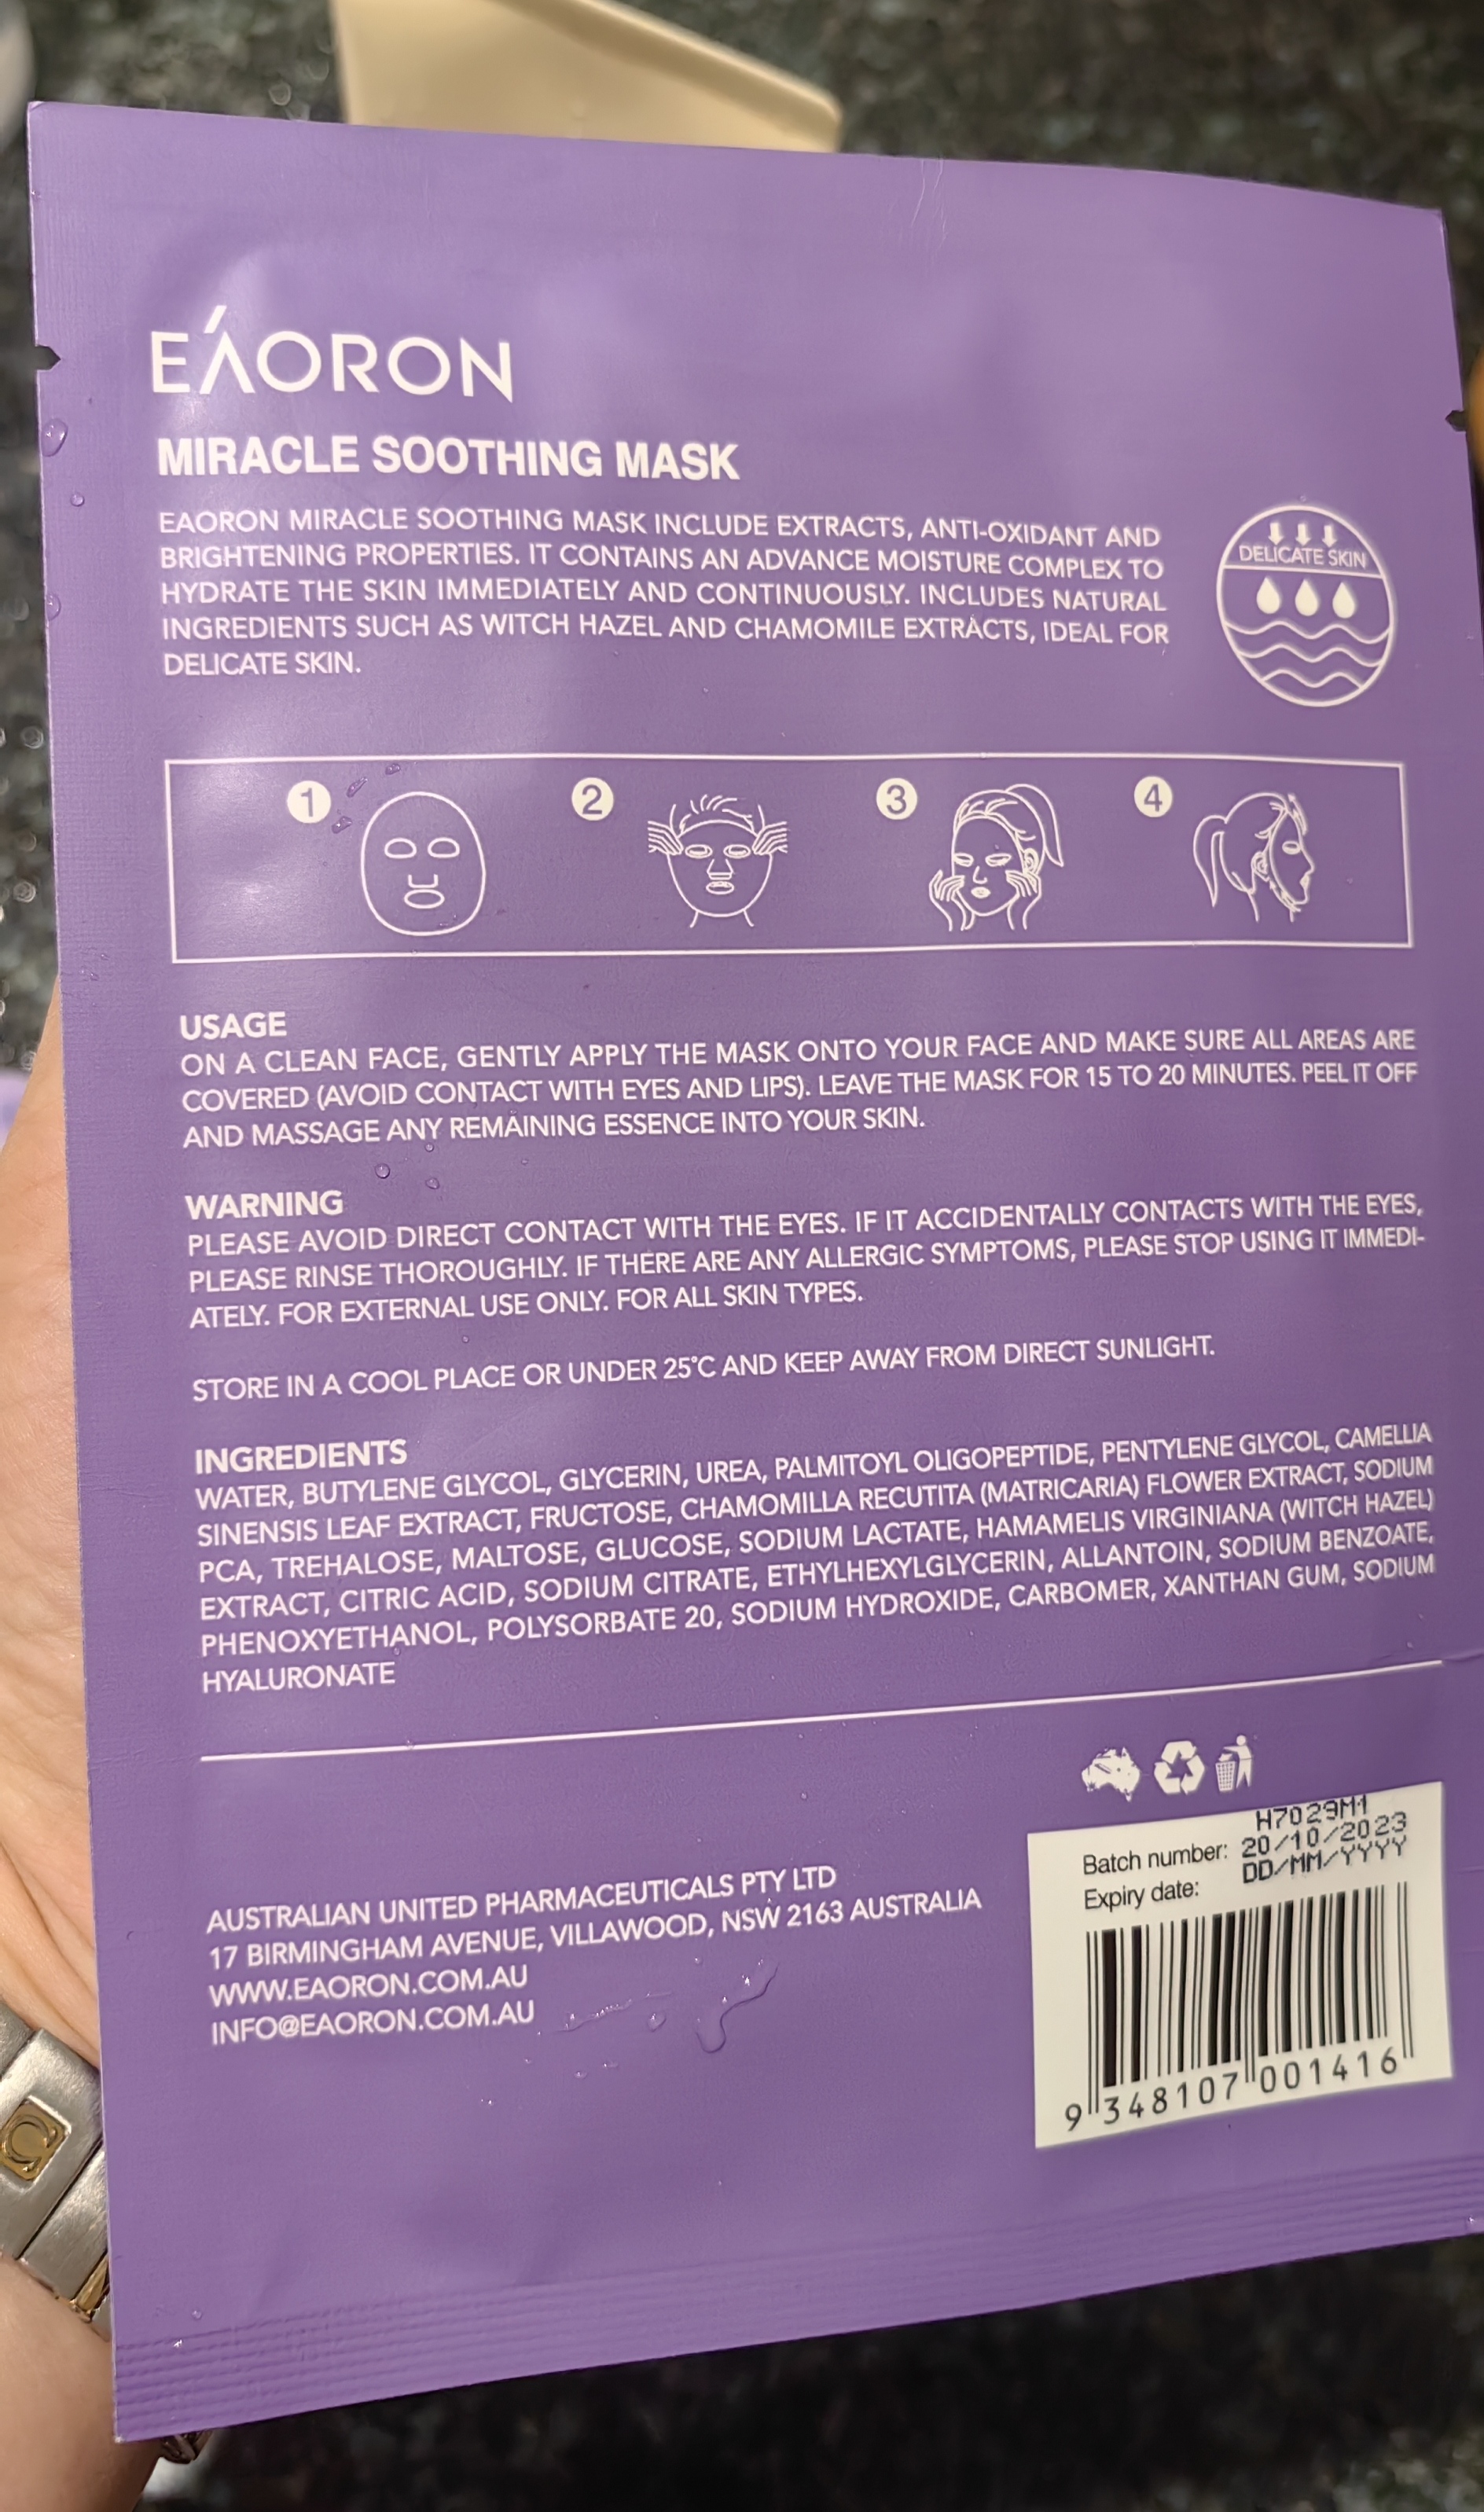 EÁORON
MIRACLE SOOTHING MASK
EAORON MIRACLE SOOTHING MASK INCLUDE EXTRACTS, ANTI-OXIDANT AND
BRIGHTENING PROPERTIES. IT CONTAINS AN ADVANCE MOISTURE COMPLEX TO
HYDRATE THE SKIN IMMEDIATELY AND CONTINUOUSLY. INCLUDES NATURAL
INGREDIENTS SUCH AS WITCH HAZEL AND CHAMOMILE EXTRACTS, IDEAL FOR
DELICATE SKIN.
DELICATE SKIN
1 2 3 4
USAGE
ON A CLEAN FACE, GENTLY APPLY THE MASK ONTO YOUR FACE AND MAKE SURE ALL AREAS ARE
COVERED (AVOID CONTACT WITH EYES AND LIPS). LEAVE THE MASK FOR 15 TO 20 MINUTES. PEEL IT OFF
AND MASSAGE ANY REMAINING ESSENCE INTO YOUR SKIN.
WARNING
PLEASE AVOID DIRECT CONTACT WITH THE EYES. IF IT ACCIDENTALLY CONTACTS WITH THE EYES,
PLEASE RINSE THOROUGHLY. IF THERE ARE ANY ALLERGIC SYMPTOMS, PLEASE STOP USING IT IMMEDI-
ATELY. FOR EXTERNAL USE ONLY. FOR ALL SKIN TYPES.
STORE IN A COOL PLACE OR UNDER 25°C AND KEEP AWAY FROM DIRECT SUNLIGHT.
INGREDIENTS
WATER, BUTYLENE GLYCOL, GLYCERIN, UREA, PALMITOYL OLIGOPEPTIDE, PENTYLENE GLYCOL, CAMELLIA
SINENSIS LEAF EXTRACT, FRUCTOSE, CHAMOMILLA RECUTITA (MATRICARIA) FLOWER EXTRACT, SODIUM
PCA, TREHALOSE, MALTOSE, GLUCOSE, SODIUM LACTATE, HAMAMELIS VIRGINIANA (WITCH HAZEL)
EXTRACT, CITRIC ACID, SODIUM CITRATE, ETHYLHEXYLGLYCERIN, ALLANTOIN, SODIUM BENZOATE,
PHENOXYETHANOL, POLYSORBATE 20, SODIUM HYDROXIDE, CARBOMER, XANTHAN GUM, SODIUM
HYALURONATE
AUSTRALIAN UNITED PHARMACEUTICALS PTY LTD
17 BIRMINGHAM AVENUE, VILLAWOOD, NSW 2163 AUSTRALIA
WWW.EAORON.COM.AU
INFO@EAORON.COM.AU
H7029M1
Batch number: 20/10/2023
Expiry date: DD/MM/YYYY
9 348107 001416